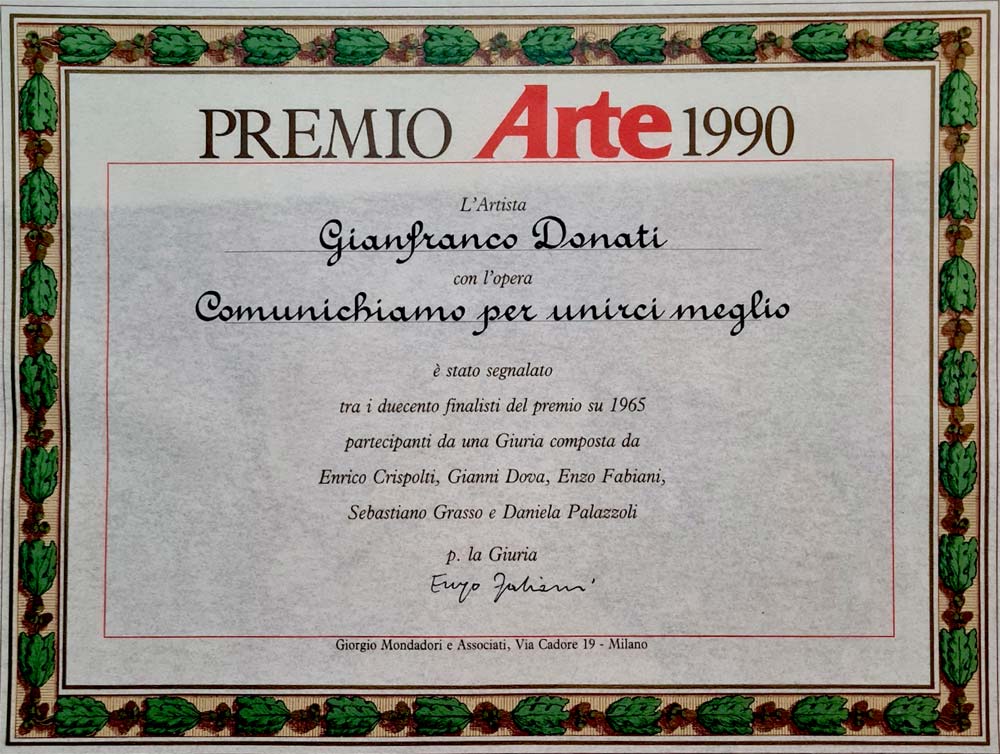 PREMIO Arte 1990
L'Artista
Gianfranco Donati
con l'opera
Comunichiamo per unirci meglio
è stato segnalato
tra i duecento finalisti del premio su 1965
partecipanti da una Giuria composta da
Enrico Crispolti, Gianni Dova, Enzo Fabiani,
Sebastiano Grasso e Daniela Palazzoli
p. la Giuria
Enzo Fabiani
Giorgio Mondadori e Associati, Via Cadore 19 - Milano